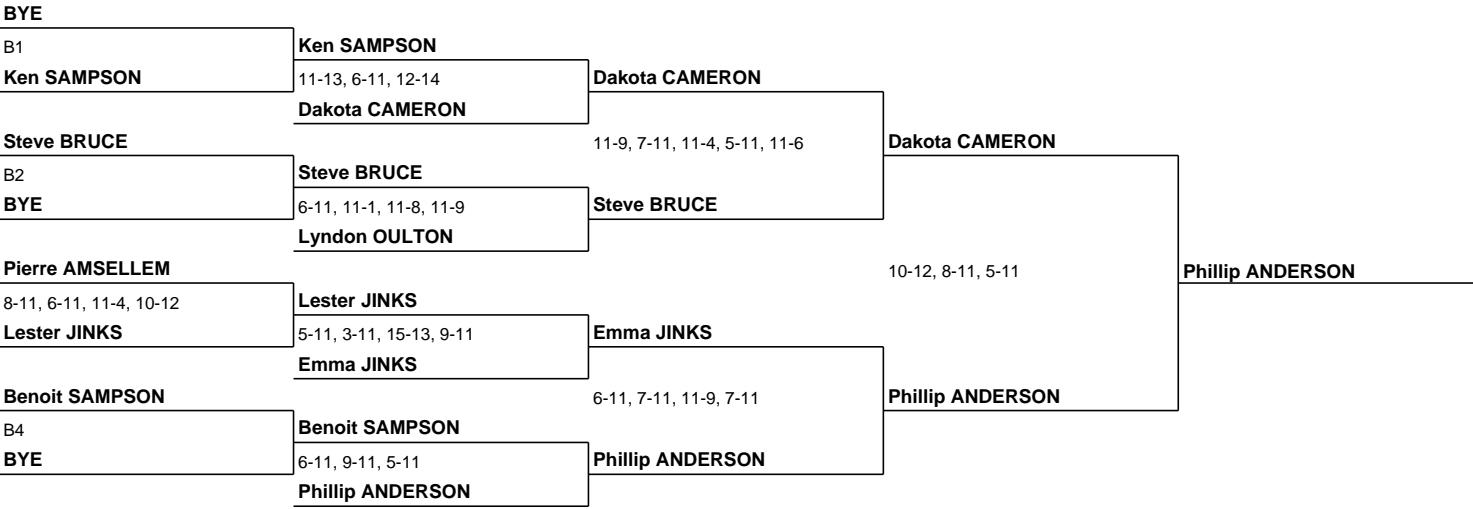 BYE
B1
Ken SAMPSON
Steve BRUCE
B2
BYE
Pierre AMSELLEM
8-11, 6-11, 11-4, 10-12
Lester JINKS
Benoit SAMPSON
B4
BYE
Ken SAMPSON
11-13, 6-11, 12-14
Dakota CAMERON
Steve BRUCE
6-11, 11-1, 11-8, 11-9
Lyndon OULTON
Lester JINKS
5-11, 3-11, 15-13, 9-11
Emma JINKS
Benoit SAMPSON
6-11, 9-11, 5-11
Phillip ANDERSON
Dakota CAMERON
11-9, 7-11, 11-4, 5-11, 11-6
Steve BRUCE
Emma JINKS
6-11, 7-11, 11-9, 7-11
Phillip ANDERSON
Dakota CAMERON
10-12, 8-11, 5-11
Phillip ANDERSON
Phillip ANDERSON